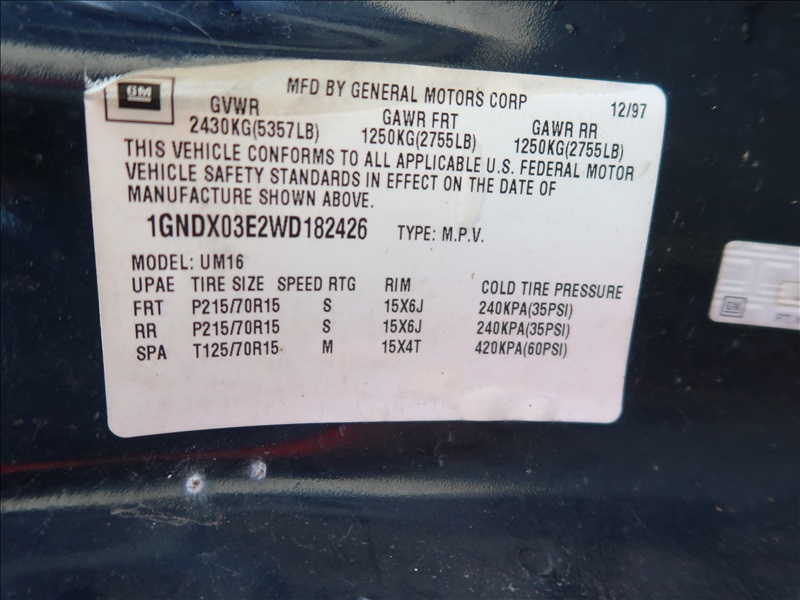 GM
MFD BY GENERAL MOTORS CORP
12/97
GVWR
GAWR FRT
GAWR RR
2430KG(5357LB)
1250KG(2755LB)
1250KG(2755LB)
THIS VEHICLE CONFORMS TO ALL APPLICABLE U.S. FEDERAL MOTOR
VEHICLE SAFETY STANDARDS IN EFFECT ON THE DATE OF
MANUFACTURE SHOWN ABOVE.
1GNDX03E2WD182426 TYPE: M.P.V.
MODEL: UM16
UPAE TIRE SIZE SPEED RTG RIM COLD TIRE PRESSURE
FRT P215/70R15 S 15X6J 240KPA(35PSI)
RR P215/70R15 S 15X6J 240KPA(35PSI)
SPA T125/70R15 M 15X4T 420KPA(60PSI)
GM